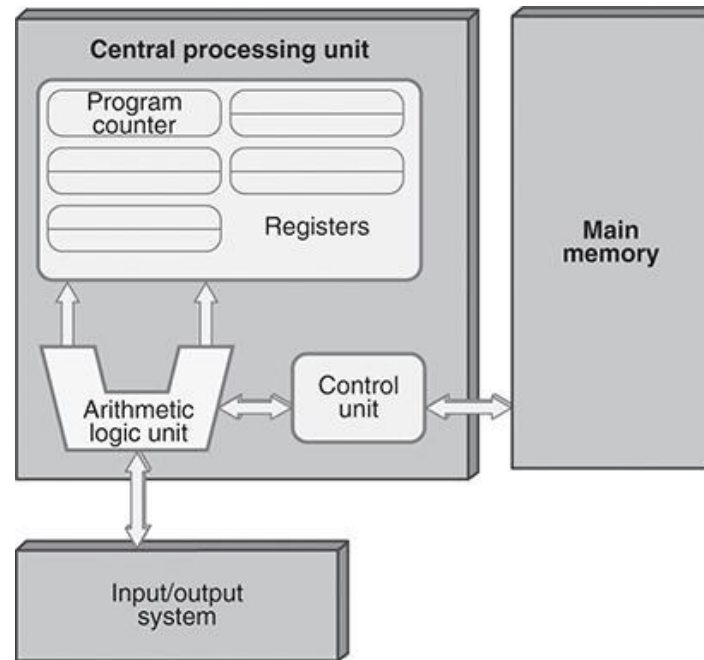 Central processing unit
Program
counter
Registers
Main
memory
Arithmetic
logic unit
Control
unit
Input/output
system